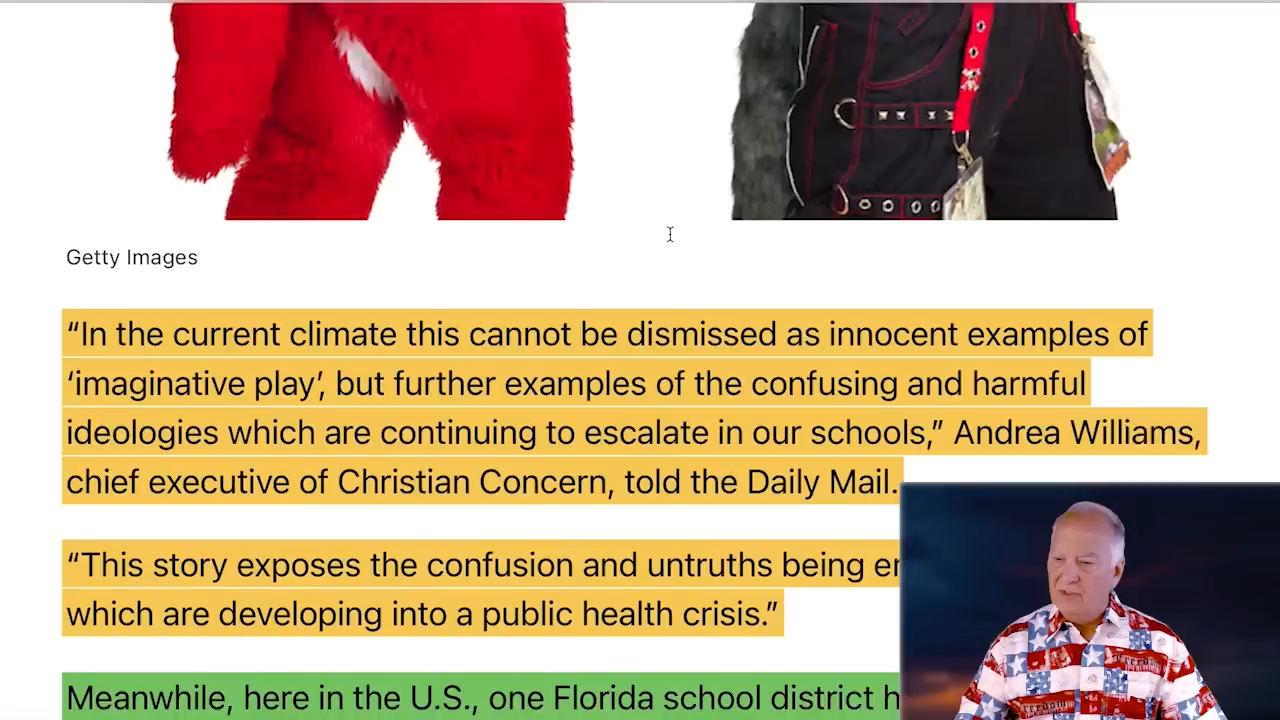 Getty Images
“In the current climate this cannot be dismissed as innocent examples of
‘imaginative play’, but further examples of the confusing and harmful
ideologies which are continuing to escalate in our schools,” Andrea Williams,
chief executive of Christian Concern, told the Daily Mail.
“This story exposes the confusion and untruths being
which are developing into a public health crisis.”
Meanwhile, here in the U.S., one Florida school district